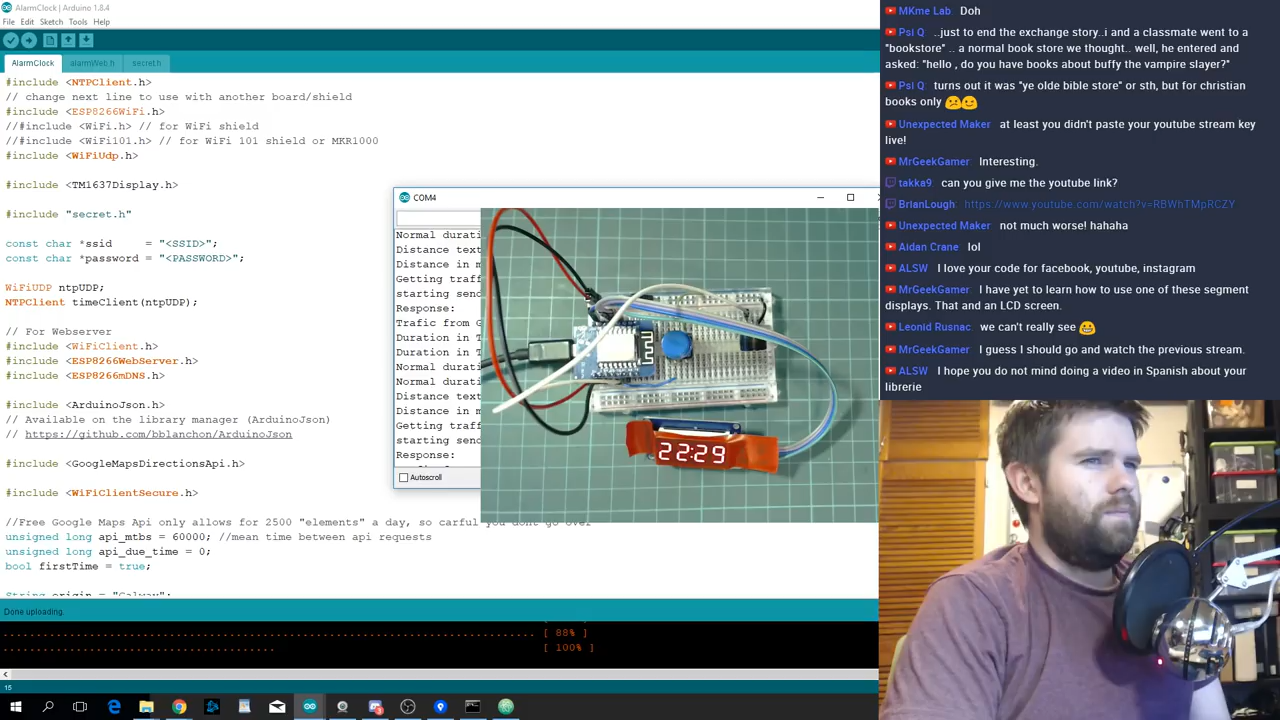 AlarmClock | Arduino 1.8.4
File Edit Sketch Tools Help
AlarmClock alarmWeb.h secret.h
#include <NTPClient.h>
// change next line to use with another board/shield
#include <ESP8266WiFi.h>
//#include <WiFi.h> // for WiFi shield
//#include <WiFi101.h> // for WiFi 101 shield or MKR1000
#include <WiFiUdp.h>
#include <TM1637Display.h>
#include "secret.h"
const char *ssid = "<SSID>";
const char *password = "<PASSWORD>";
WiFiUDP ntpUDP;
NTPClient timeClient(ntpUDP);
// For Webserver
#include <WiFiClient.h>
#include <ESP8266WebServer.h>
#include <ESP8266mDNS.h>
#include <ArduinoJson.h>
// Available on the library manager (ArduinoJson)
// https://github.com/bblanchon/ArduinoJson
#include <GoogleMapsDirectionsApi.h>
#include <WiFiClientSecure.h>
//Free Google Maps Api only allows for 2500 "elements" a day, so carful you dont go over
unsigned long api_mtbs = 60000; //mean time between api requests
unsigned long api_due_time = 0;
bool firstTime = true;
String origin = "Galway
Done uploading.
[ 88% ]
[ 100% ]
15
COM4
Normal durati
Distance text
Distance in m
Getting traff
starting send
Response:
Trafic from G
Duration in T
Duration in T
Normal durat
Normal durat
Distance text
Distance in m
Getting traff
starting send
Response:
Autoscroll
22:29
MKme Lab Doh
Psi Q ..just to end the exchange story..i and a classmate went to a
"bookstore" .. a normal book store we thought.. well, he entered and
asked: "hello , do you have books about buffy the vampire slayer?"
Psi Q turns out it was "ye olde bible store" or sth, but for christian
books only
Unexpected Maker at least you didn't paste your youtube stream key
live!
MrGeekGamer Interesting.
takka9 can you give me the youtube link?
BrianLough https://www.youtube.com/watch?v=RBWhTMpRCZY
Unexpected Maker not much worse! hahaha
Aidan Crane lol
ALSW I love your code for facebook, youtube, instagram
MrGeekGamer I have yet to learn how to use one of these segment
displays. That and an LCD screen.
Leonid Rusnac we can't really see
MrGeekGamer I guess I should go and watch the previous stream.
ALSW I hope you do not mind doing a video in Spanish about your
librerie